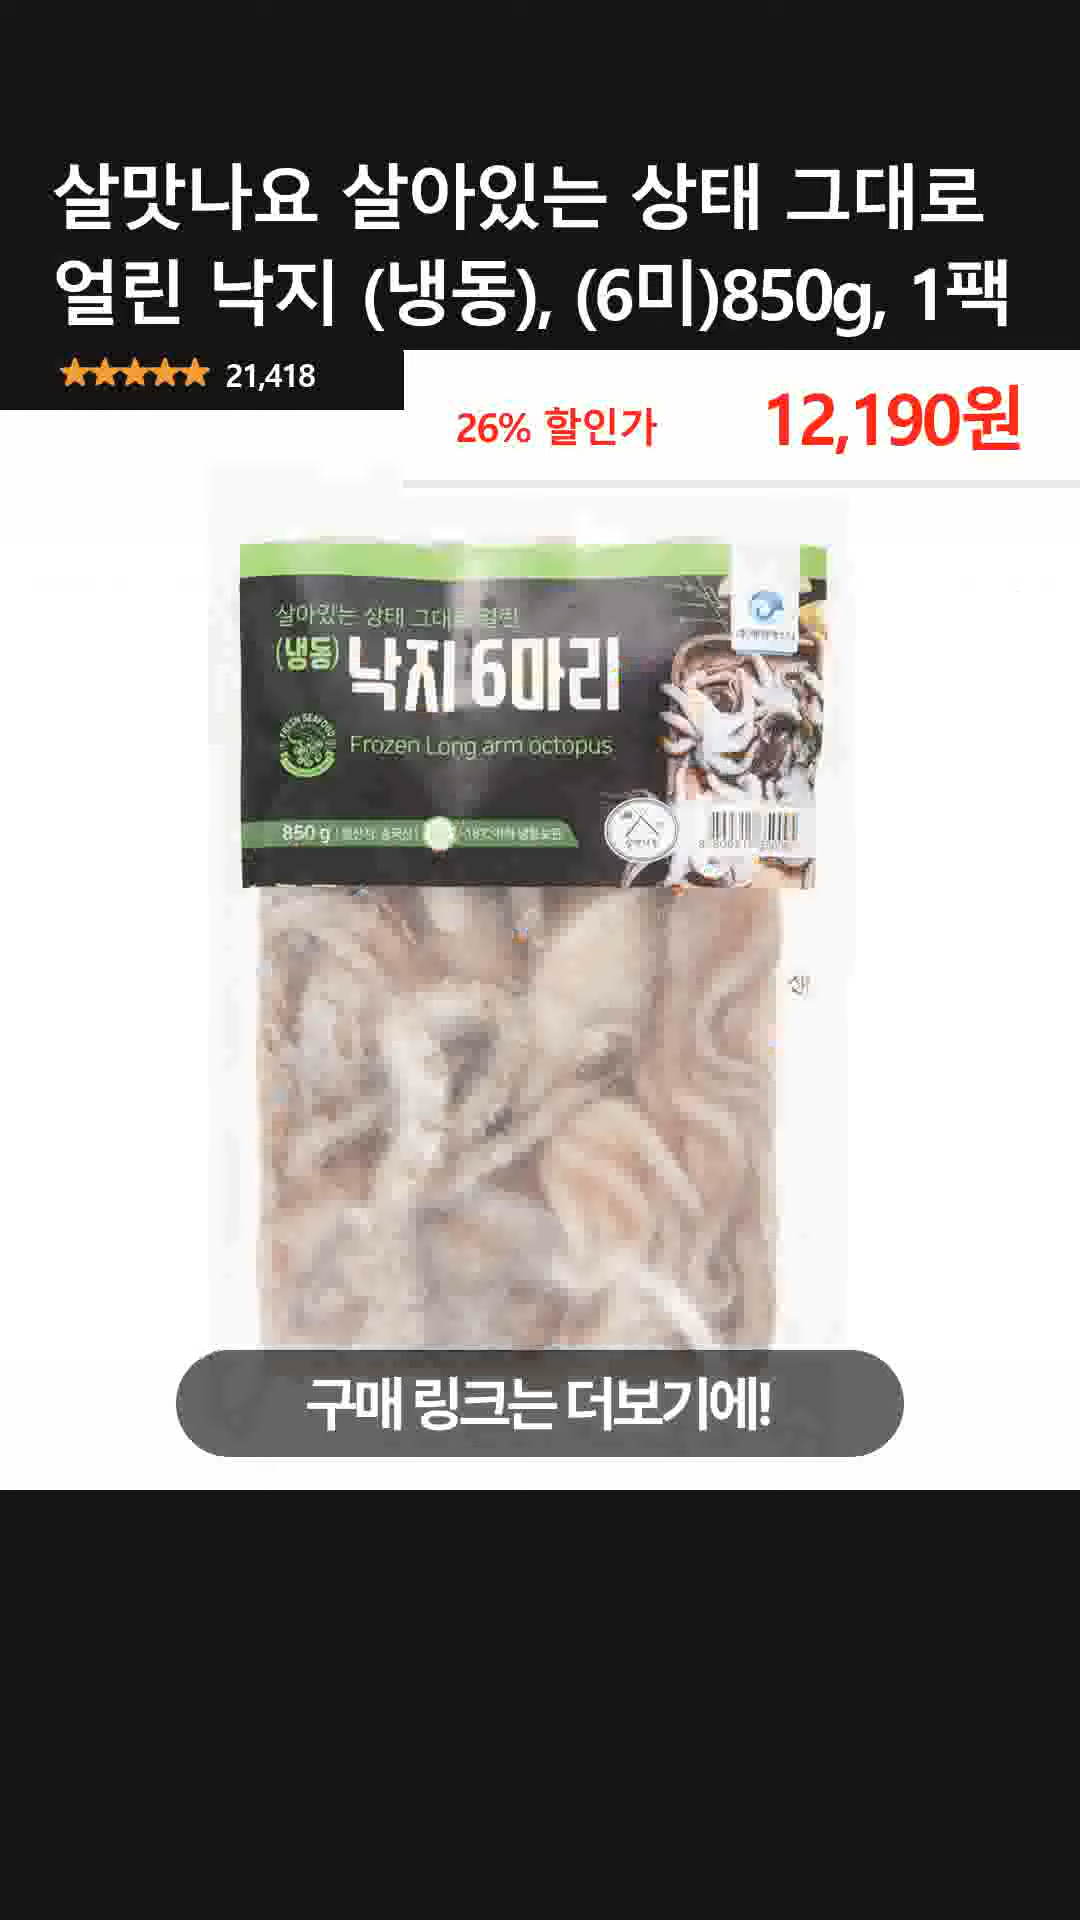 살맛나요 살아있는 상태 그대로
얼린 낙지 (냉동), (6미)850g, 1팩
21,418
26% 할인가
12,190원
살아있는 상태 그대로 얼린
(냉동) 낙지 6마리
FRESH SEAFOOD
Frozen Long arm octopus
850 g
구매 링크는 더보기에!